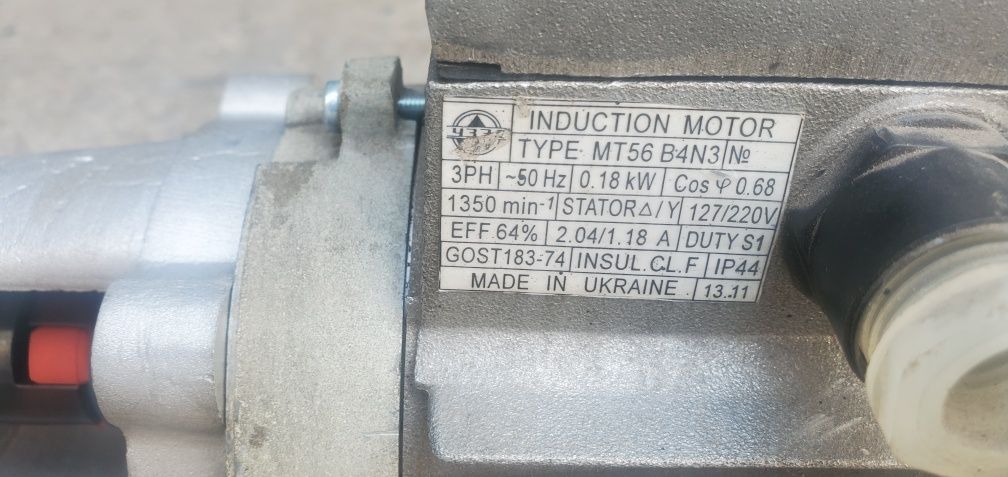 INDUCTION MOTOR
TYPE MT56 B4N3 №
3PH ~50 Hz 0.18 kW Cos φ 0.68
1350 min-1 STATOR△/Y 127/220V
EFF 64% 2.04/1.18 A DUTY S1
GOST183-74 INSUL.CL.F IP44
MADE IN UKRAINE 13.11